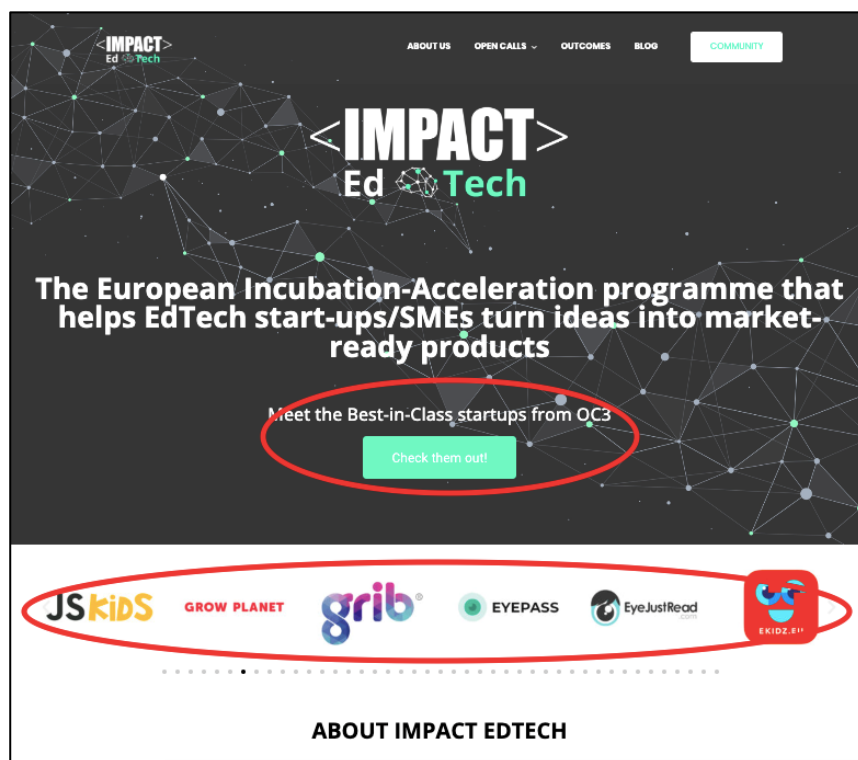 <IMPACT>
Ed Tech
ABOUT US OPEN CALLS OUTCOMES BLOG COMMUNITY
<IMPACT>
Ed Tech
The European Incubation-Acceleration programme that
helps EdTech start-ups/SMEs turn ideas into market-
ready products
Meet the Best-in-Class startups from OC3
Check them out!
JSKIDS GROW PLANET grib® EYEPASS EyeJustRead
.com
EKIDZ.EU
ABOUT IMPACT EDTECH